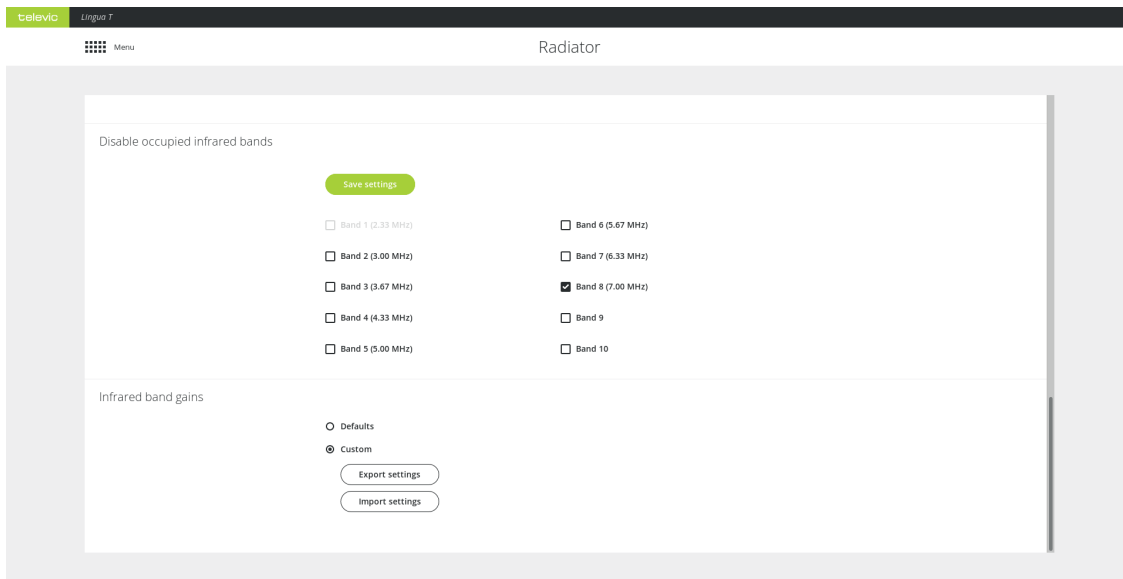 televic Lingua T
Menu Radiator
Disable occupied infrared bands
Save settings
Band 1 (2.33 MHz)
Band 2 (3.00 MHz)
Band 3 (3.67 MHz)
Band 4 (4.33 MHz)
Band 5 (5.00 MHz)
Band 6 (5.67 MHz)
Band 7 (6.33 MHz)
Band 8 (7.00 MHz)
Band 9
Band 10
Infrared band gains
Defaults
Custom
Export settings
Import settings